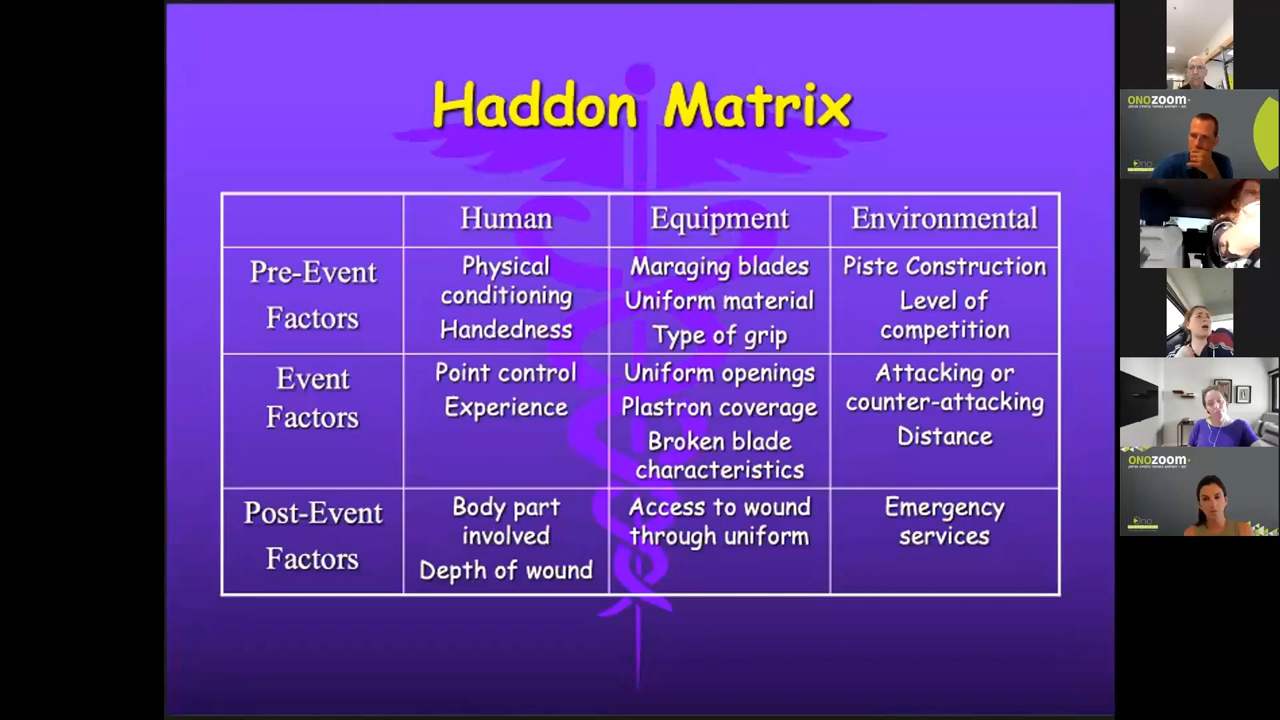 Haddon Matrix
Human
Equipment
Environmental
Pre-Event
Factors
Physical
conditioning
Handedness
Maraging blades
Uniform material
Type of grip
Piste Construction
Level of
competition
Event
Factors
Point control
Experience
Uniform openings
Plastron coverage
Broken blade
characteristics
Attacking or
counter-attacking
Distance
Post-Event
Factors
Body part
involved
Depth of wound
Access to wound
through uniform
Emergency
services
ONOZOOM
Ono
ONOZOOM
Ono